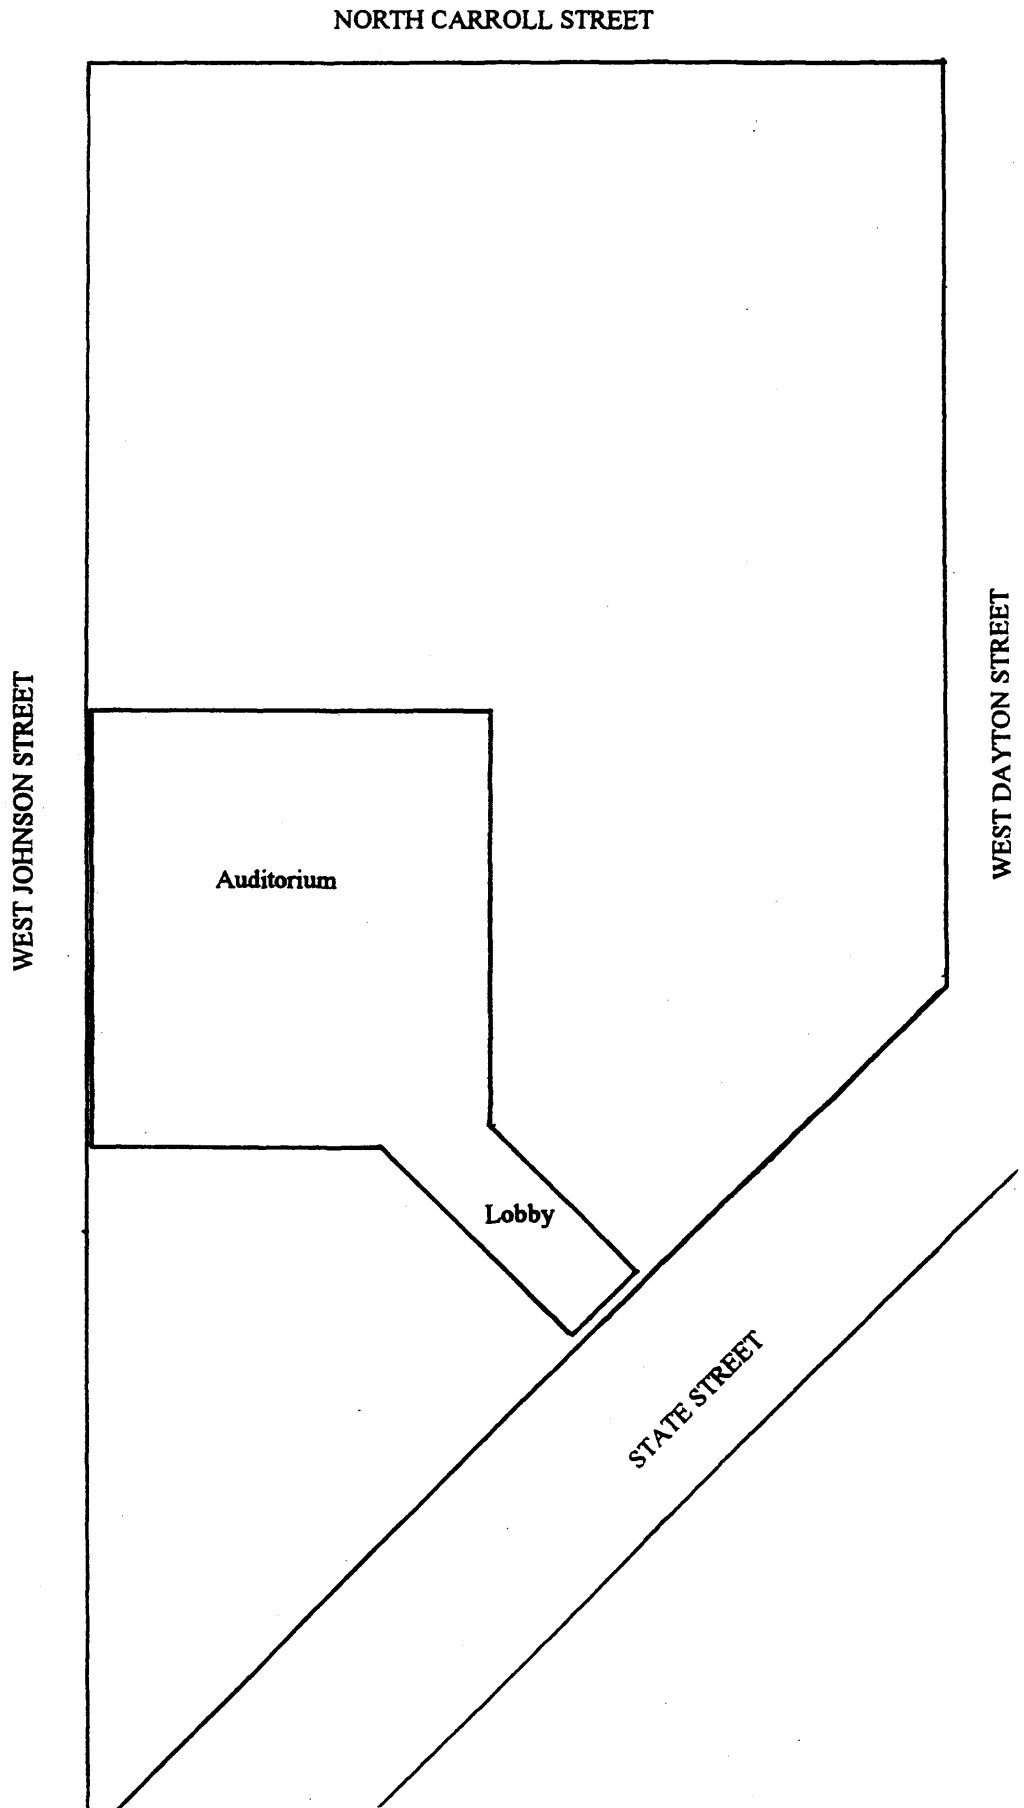 NORTH CARROLL STREET
WEST DAYTON STREET
WEST JOHNSON STREET
Auditorium
Lobby
STATE STREET